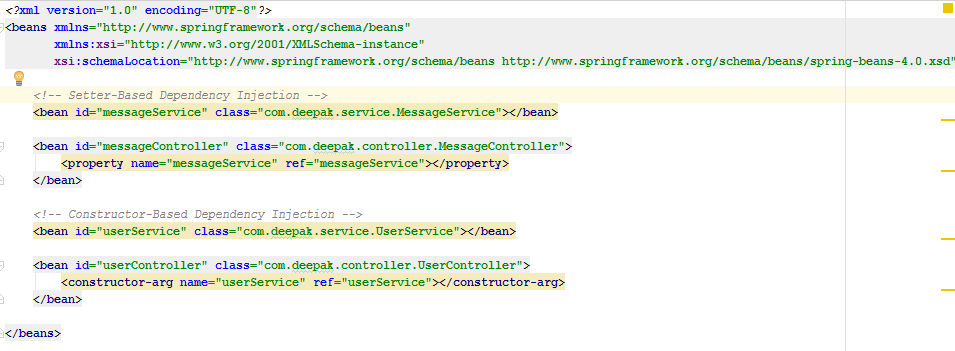 <?xml version="1.0" encoding="UTF-8"?>
<beans xmlns="http://www.springframework.org/schema/beans"
       xmlns:xsi="http://www.w3.org/2001/XMLSchema-instance"
       xsi:schemaLocation="http://www.springframework.org/schema/beans http://www.springframework.org/schema/beans/spring-beans-4.0.xsd"
    <!-- Setter-Based Dependency Injection -->
    <bean id="messageService" class="com.deepak.service.MessageService"></bean>
    <bean id="messageController" class="com.deepak.controller.MessageController">
        <property name="messageService" ref="messageService"></property>
    </bean>
    <!-- Constructor-Based Dependency Injection -->
    <bean id="userService" class="com.deepak.service.UserService"></bean>
    <bean id="userController" class="com.deepak.controller.UserController">
        <constructor-arg name="userService" ref="userService"></constructor-arg>
    </bean>
</beans>